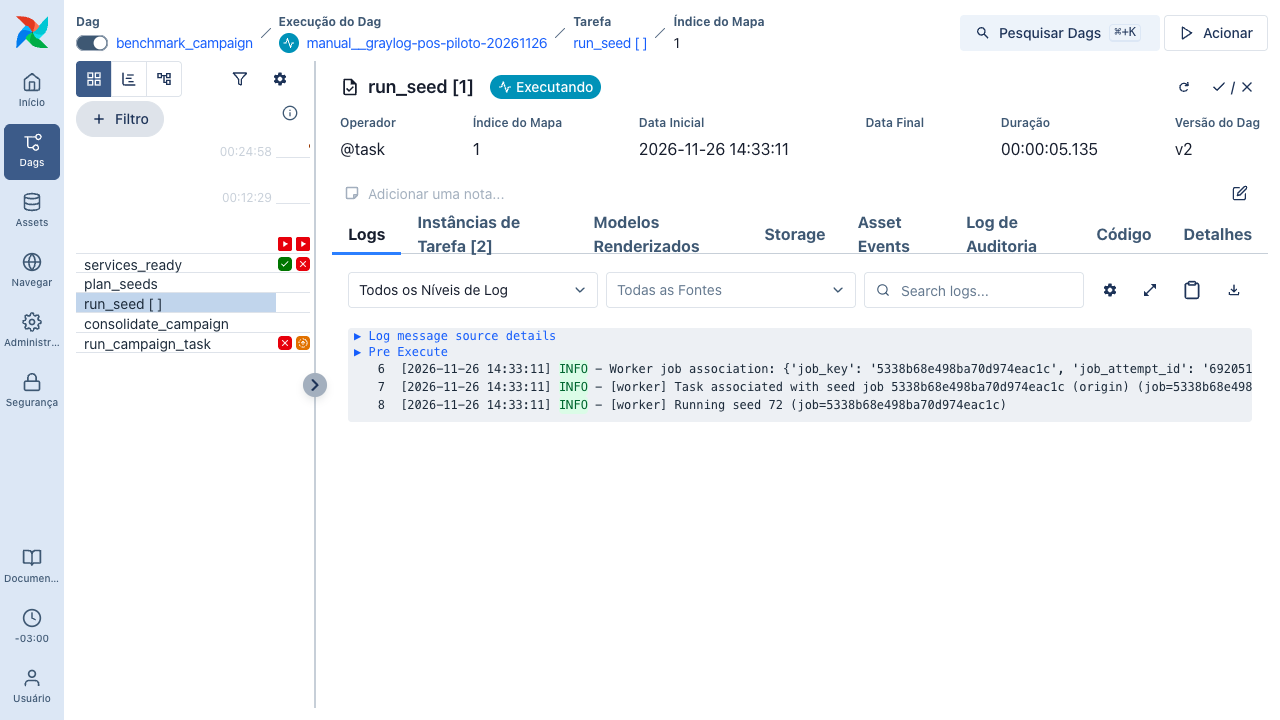 Dag
benchmark_campaign
Execução do Dag
manual__graylog-pos-piloto-20261126
Tarefa
run_seed [ ]
Índice do Mapa
1
Pesquisar Dags ⌘+K
Acionar
Início
Dags
Assets
Navegar
Administr...
Segurança
Documen...
-03:00
Usuário
Filtro
00:24:58
00:12:29
services_ready
plan_seeds
run_seed [ ]
consolidate_campaign
run_campaign_task
run_seed [1] Executando
/
Operador Índice do Mapa Data Inicial Data Final Duração Versão do Dag
@task 1 2026-11-26 14:33:11 00:00:05.135 v2
Adicionar uma nota...
Logs
Instâncias de Tarefa [2]
Modelos Renderizados
Storage
Asset Events
Log de Auditoria
Código
Detalhes
Todos os Níveis de Log
Todas as Fontes
Search logs...
▶ Log message source details
▶ Pre Execute
6 [2026-11-26 14:33:11] INFO – Worker job association: {'job_key': '5338b68e498ba70d974eac1c', 'job_attempt_id': '692051
7 [2026-11-26 14:33:11] INFO – [worker] Task associated with seed job 5338b68e498ba70d974eac1c (origin) (job=5338b68e498
8 [2026-11-26 14:33:11] INFO – [worker] Running seed 72 (job=5338b68e498ba70d974eac1c)